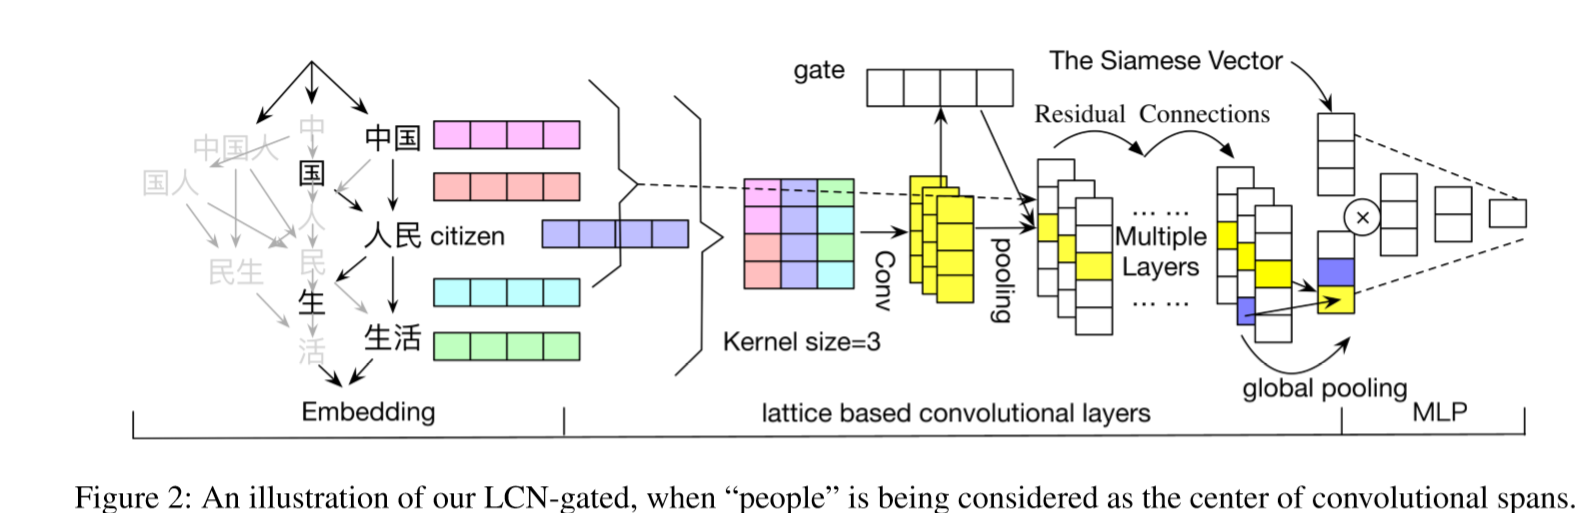 The Siamese Vector
gate
Residual Connections
中
中国人
中国
国
国人
人
人民 citizen
... ...
Multiple
Layers
... ...
民
民生
生
生活
活
Conv
pooling
Kernel size=3
global pooling
Embedding
lattice based convolutional layers
MLP
Figure 2: An illustration of our LCN-gated, when “people” is being considered as the center of convolutional spans.